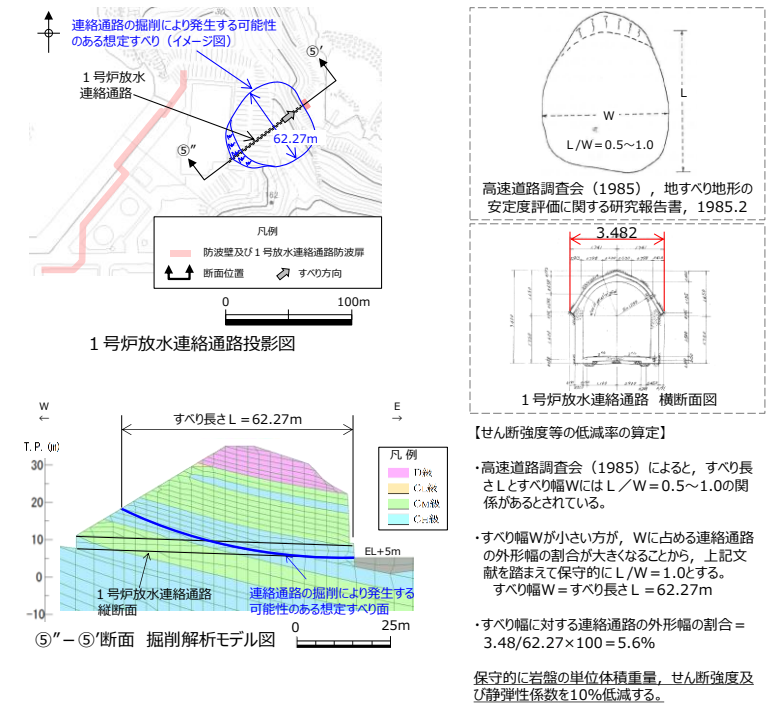 連絡通路の掘削により発生する可能性
のある想定すべり（イメージ図）
⑤′
１号炉放水
連絡通路
⑤″
62.27m
162
凡例
防波壁及び１号放水連絡通路防波扉
断面位置
すべり方向
0
100m
１号炉放水連絡通路投影図
W
L
L／W＝0.5～1.0
高速道路調査会（1985），地すべり地形の
安定度評価に関する研究報告書，1985.2
3.482
１号炉放水連絡通路 横断面図
W
←
E
→
すべり長さＬ＝62.27m
T.P. (m)
30
20
10
0
-10
凡 例
D級
CL級
CM級
CH級
EL+5m
１号炉放水連絡通路
縦断面
連絡通路の掘削により発生する
可能性のある想定すべり面
⑤″－⑤′断面 掘削解析モデル図
0
25m
【せん断強度等の低減率の算定】
・高速道路調査会（1985）によると，すべり長
さＬとすべり幅WにはＬ／W＝0.5～1.0の関
係があるとされている。
・すべり幅Wが小さい方が，Wに占める連絡通路
の外形幅の割合が大きくなることから，上記文
献を踏まえて保守的にＬ/W＝1.0とする。
すべり幅W＝すべり長さＬ＝62.27m
・すべり幅に対する連絡通路の外形幅の割合＝
3.48/62.27×100＝5.6%
保守的に岩盤の単位体積重量，せん断強度及
び静弾性係数を10%低減する。